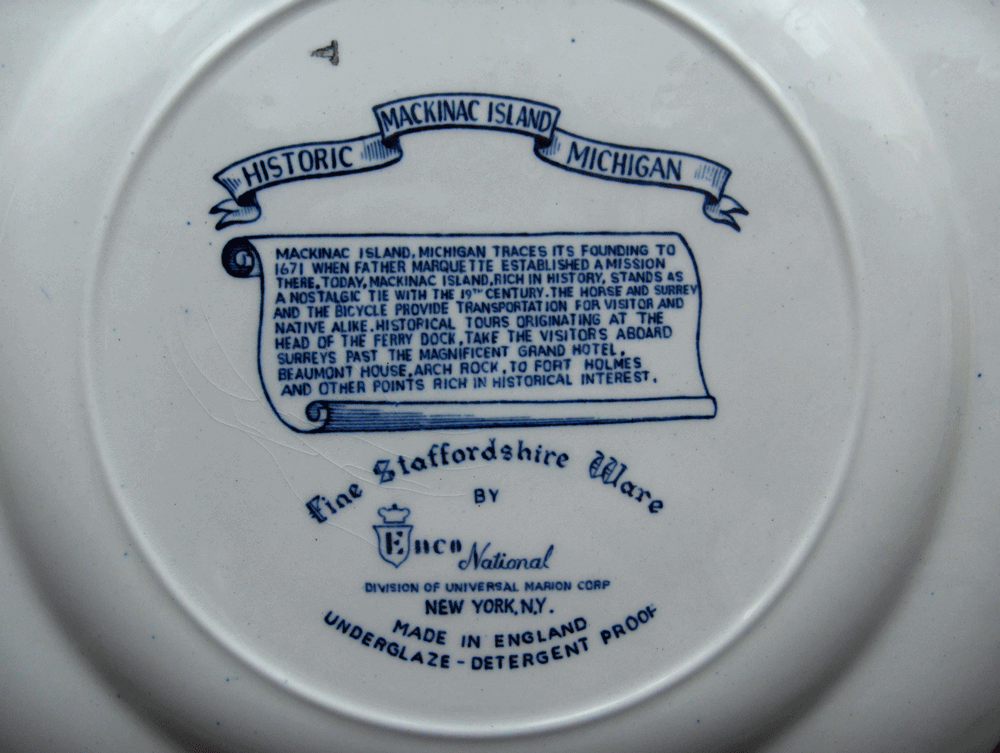 MACKINAC ISLAND
HISTORIC
MICHIGAN
MACKINAC ISLAND, MICHIGAN TRACES ITS FOUNDING TO
1671 WHEN FATHER MARQUETTE ESTABLISHED A MISSION
THERE, TODAY, MACKINAC ISLAND, RICH IN HISTORY, STANDS AS
A NOSTALGIC TIE WITH THE 19TH CENTURY. THE HORSE AND SURREY
AND THE BICYCLE PROVIDE TRANSPORTATION FOR VISITOR AND
NATIVE ALIKE. HISTORICAL TOURS ORIGINATING AT THE
HEAD OF THE FERRY DOCK, TAKE THE VISITORS ABOARD
SURREYS PAST THE MAGNIFICENT GRAND HOTEL,
BEAUMONT HOUSE, ARCH ROCK, TO FORT HOLMES
AND OTHER POINTS RICH IN HISTORICAL INTEREST.
Fine Staffordshire Ware
BY
Enco National
DIVISION OF UNIVERSAL MARION CORP
NEW YORK, N.Y.
MADE IN ENGLAND
UNDERGLAZE - DETERGENT PROOF